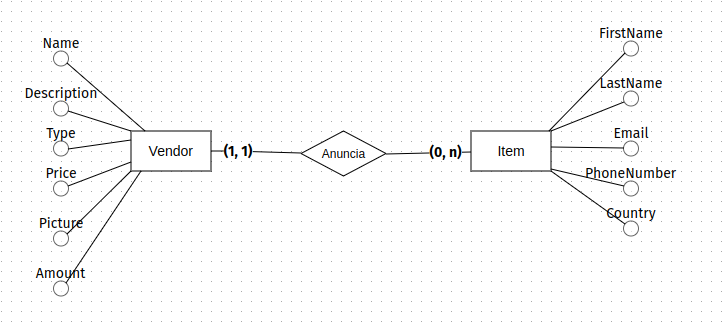 Name
Description
Type
Price
Picture
Amount
Vendor
(1, 1)
Anuncia
(0, n)
Item
FirstName
LastName
Email
PhoneNumber
Country